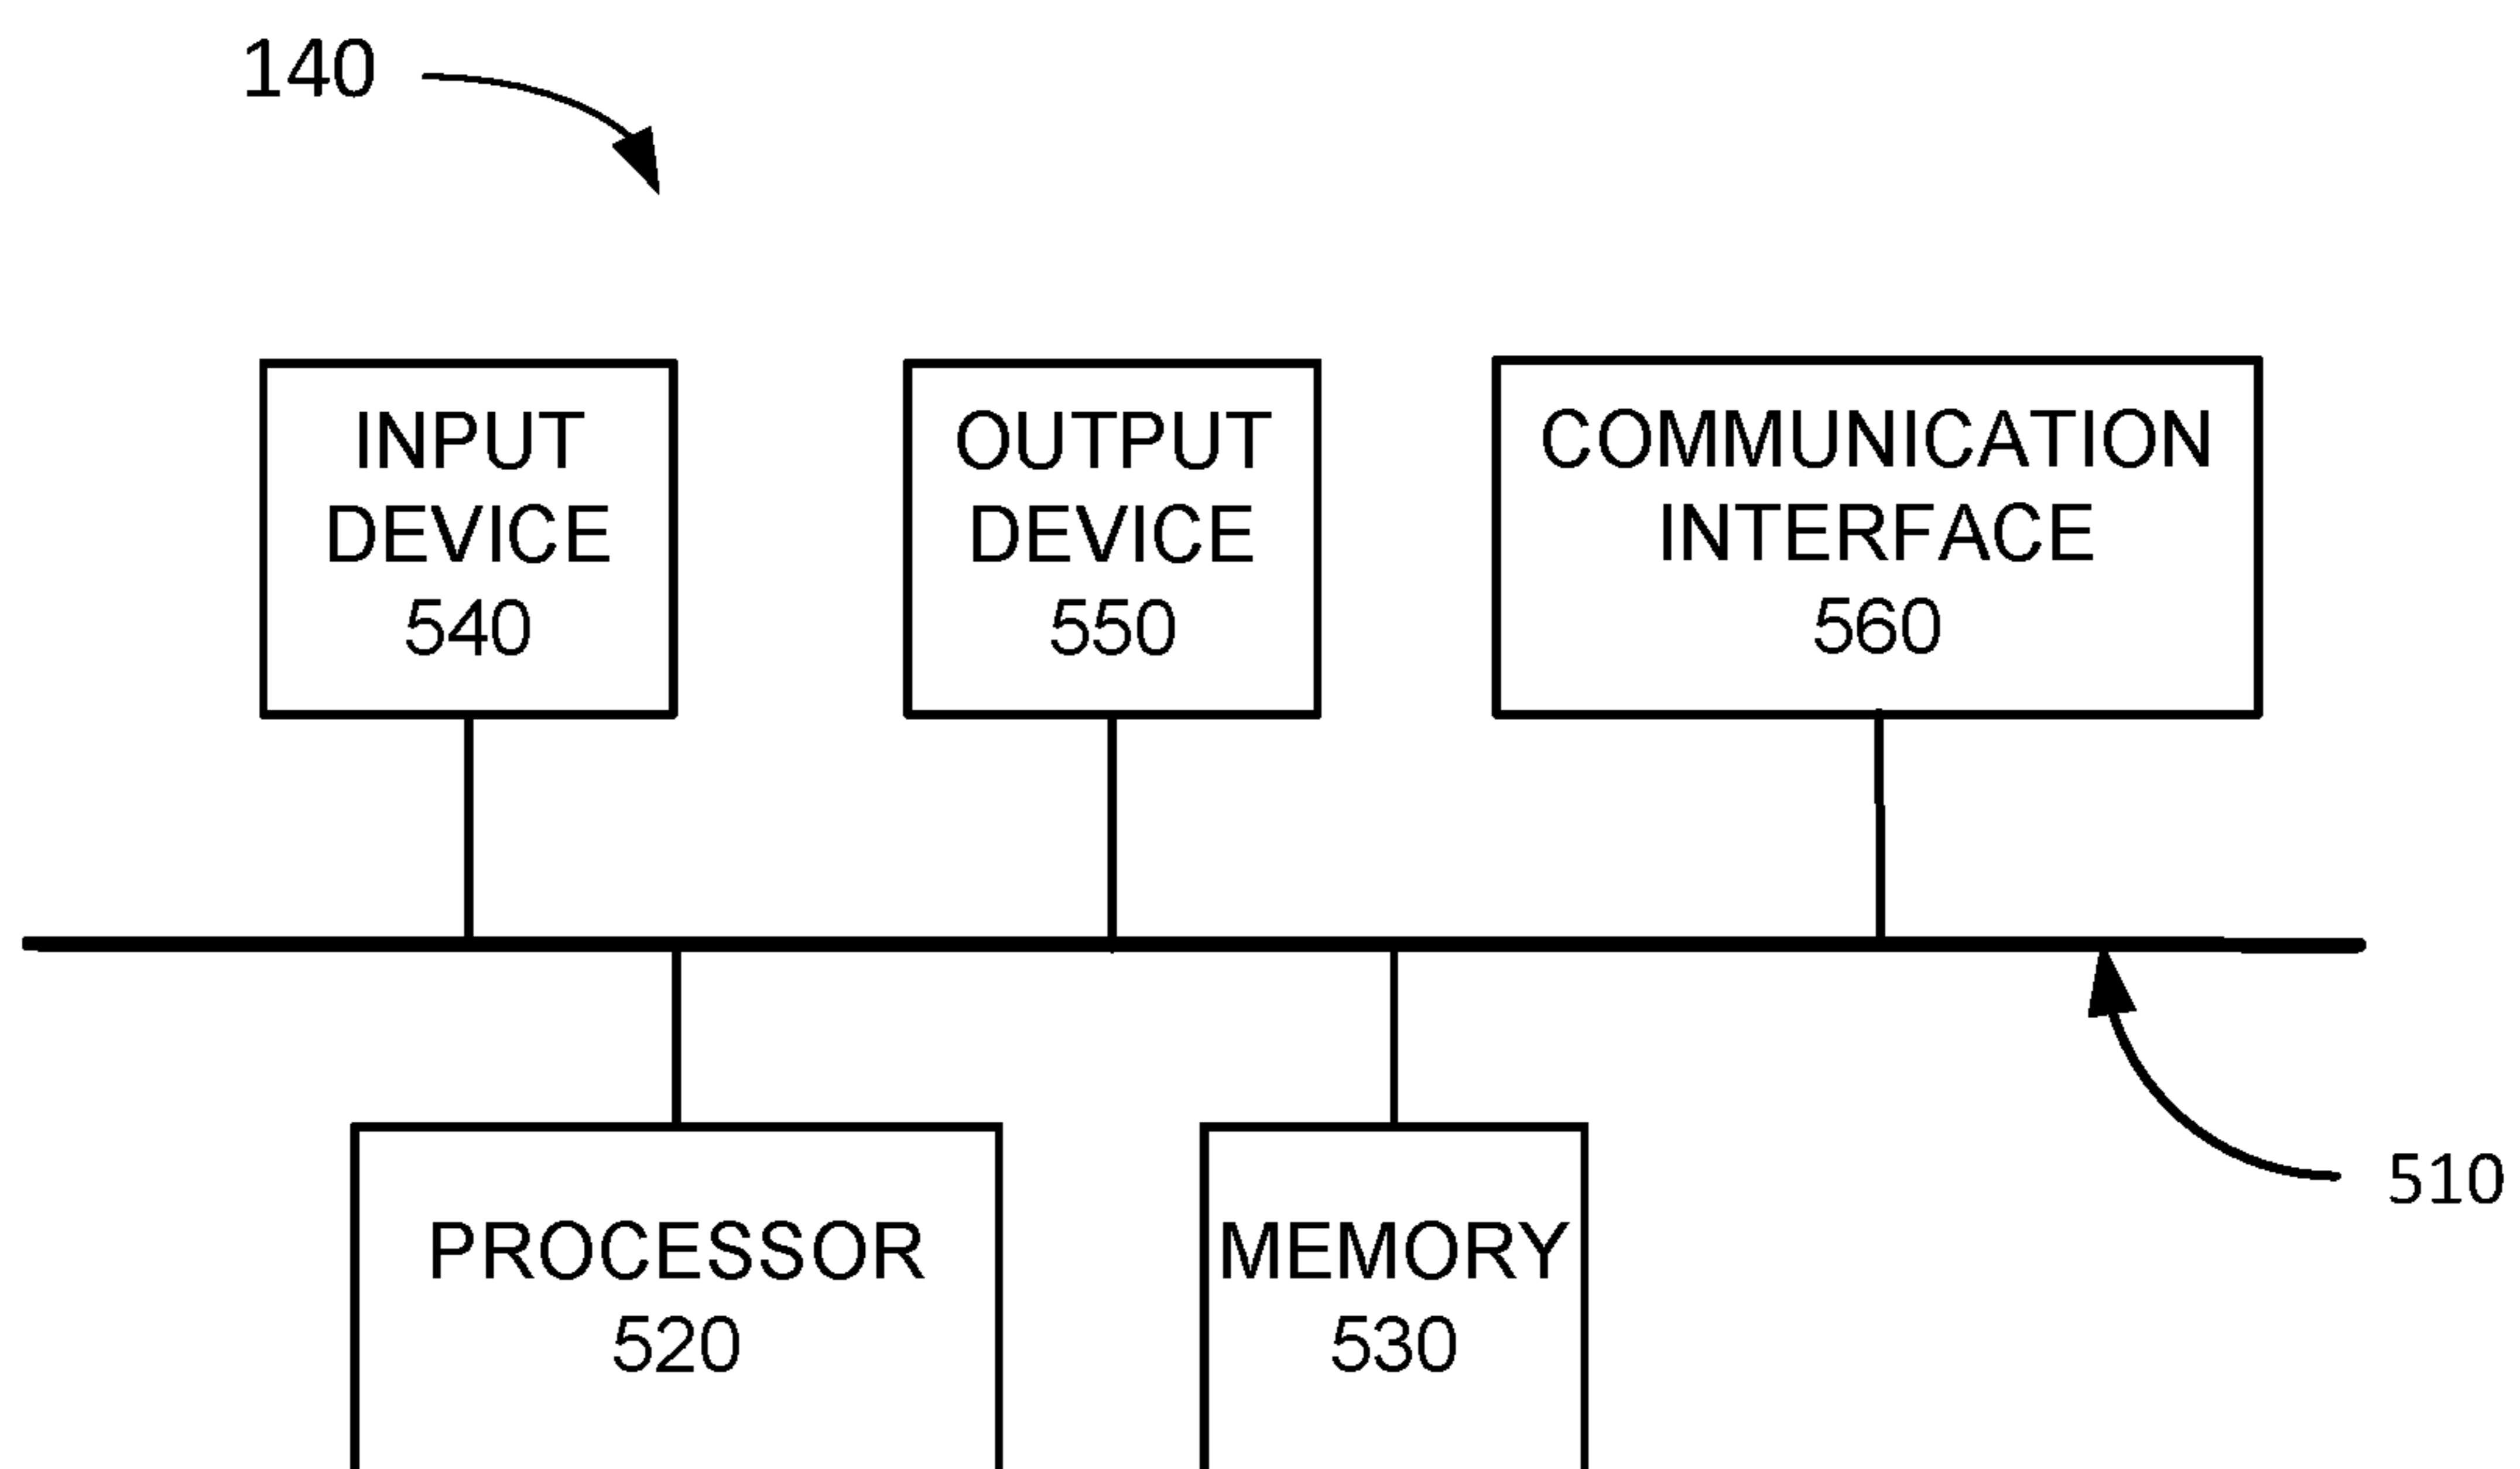 140
INPUT
DEVICE
540
OUTPUT
DEVICE
550
COMMUNICATION
INTERFACE
560
510
PROCESSOR
520
MEMORY
530